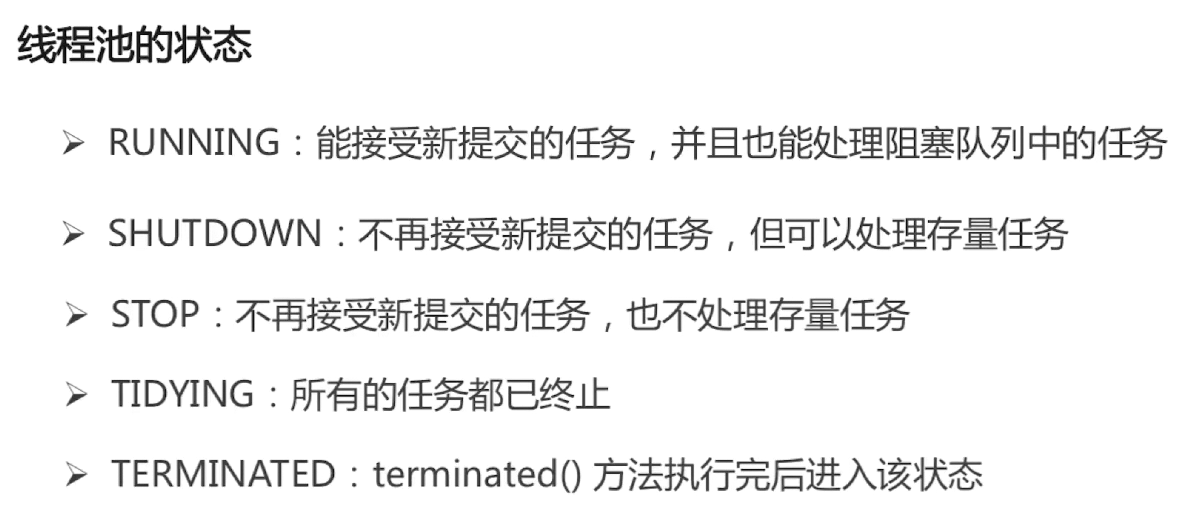 线程池的状态
RUNNING：能接受新提交的任务，并且也能处理阻塞队列中的任务
SHUTDOWN：不再接受新提交的任务，但可以处理存量任务
STOP：不再接受新提交的任务，也不处理存量任务
TIDYING：所有的任务都已终止
TERMINATED：terminated() 方法执行完后进入该状态